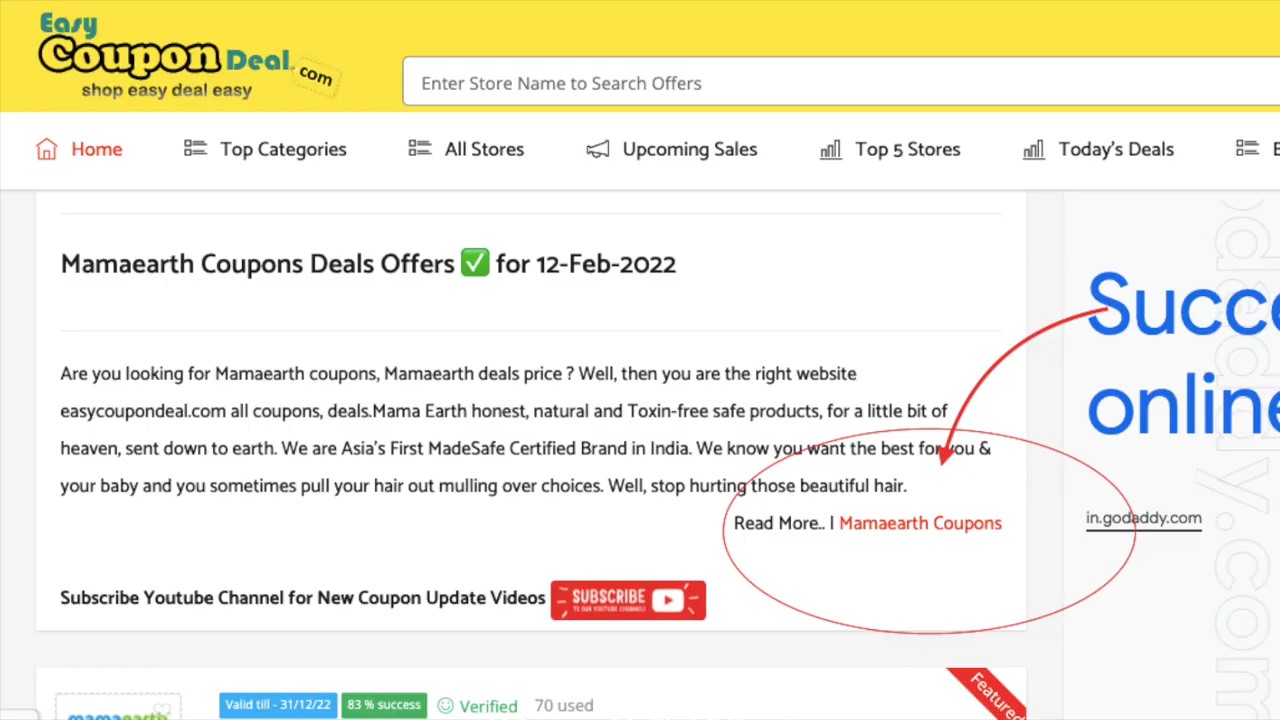 Easy
Coupon Deal .com
shop easy deal easy
Enter Store Name to Search Offers
Home
Top Categories
All Stores
Upcoming Sales
Top 5 Stores
Today's Deals
Mamaearth Coupons Deals Offers ✅ for 12-Feb-2022
Are you looking for Mamaearth coupons, Mamaearth deals price ? Well, then you are the right website
easycoupondeal.com all coupons, deals.Mama Earth honest, natural and Toxin-free safe products, for a little bit of
heaven, sent down to earth. We are Asia's First MadeSafe Certified Brand in India. We know you want the best for you &
your baby and you sometimes pull your hair out mulling over choices. Well, stop hurting those beautiful hair.
Read More.. | Mamaearth Coupons
Subscribe Youtube Channel for New Coupon Update Videos
SUBSCRIBE
TO OUR YOUTUBE CHANNEL!
Succe
online
in.godaddy.com
mamaearth
Valid till - 31/12/22
83 % success
Verified
70 used
Featured